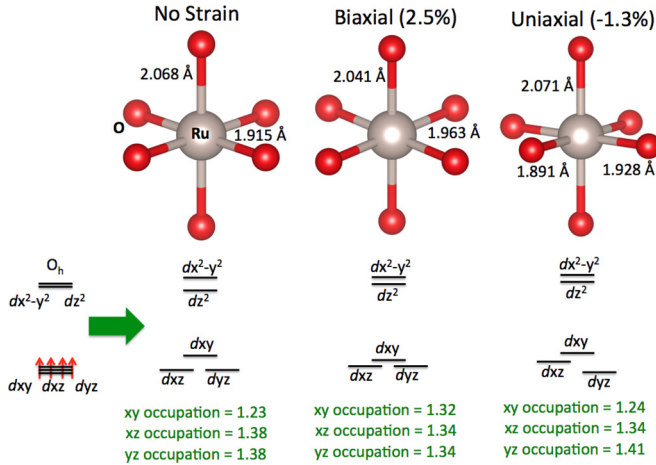 No Strain Biaxial (2.5%) Uniaxial (-1.3%)
2.068 Å 2.041 Å 2.071 Å
O Ru 1.915 Å 1.963 Å
1.891 Å 1.928 Å
Oh dx²-y² dx²-y² dx²-y²
dx²-y² dz² dz² dz² dz²
dxy dxy dxy
dxy dxz dyz dxz dyz dxz dyz dxz dyz
xy occupation = 1.23 xy occupation = 1.32 xy occupation = 1.24
xz occupation = 1.38 xz occupation = 1.34 xz occupation = 1.34
yz occupation = 1.38 yz occupation = 1.34 yz occupation = 1.41